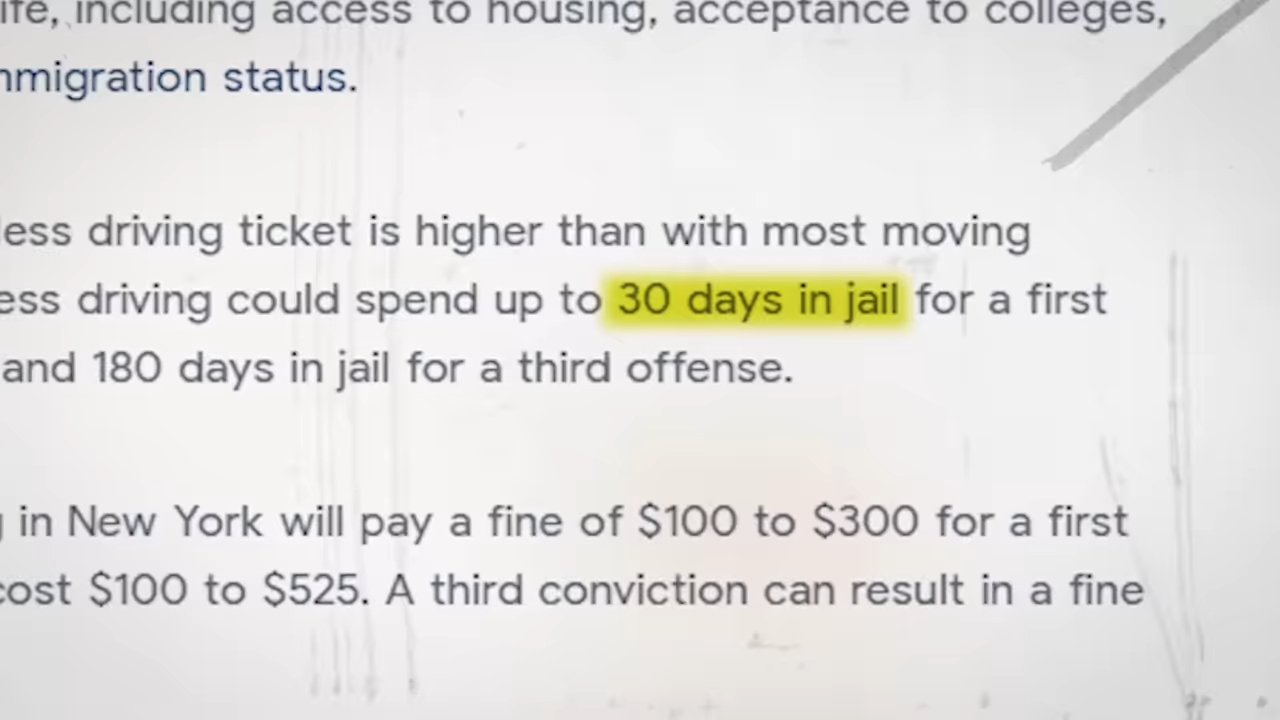 ife, including access to housing, acceptance to colleges,
mmigration status.
less driving ticket is higher than with most moving
ess driving could spend up to 30 days in jail for a first
and 180 days in jail for a third offense.
g in New York will pay a fine of $100 to $300 for a first
cost $100 to $525. A third conviction can result in a fine